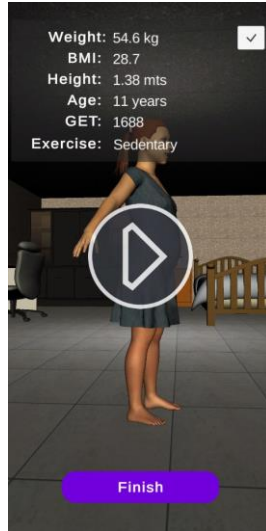 Weight: 54.6 kg
BMI: 28.7
Height: 1.38 mts
Age: 11 years
GET: 1688
Exercise: Sedentary
Finish